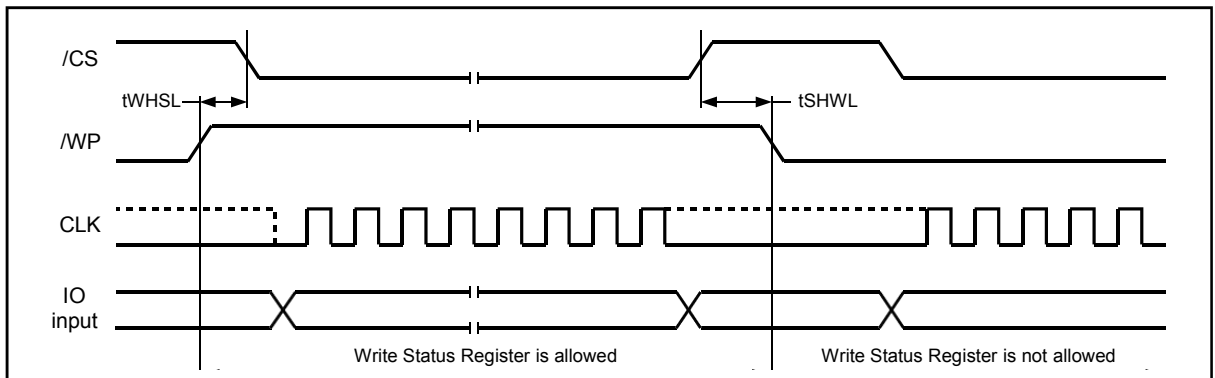 /CS
tWHSL
tSHWL
/WP
CLK
IO
input
Write Status Register is allowed
Write Status Register is not allowed